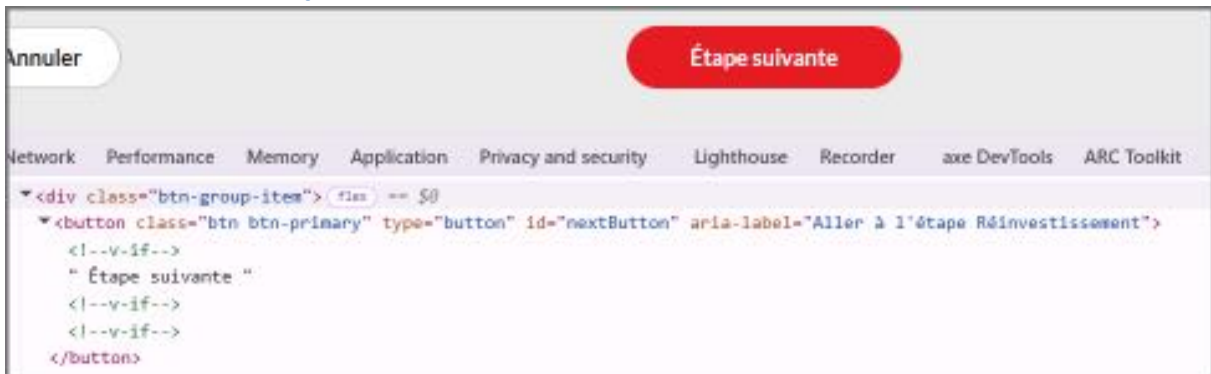 Annuler
Étape suivante
Network Performance Memory Application Privacy and security Lighthouse Recorder axe DevTools ARC Toolkit
▼<div class="btn-group-item"> flex == $0
▼<button class="btn btn-primary" type="button" id="nextButton" aria-label="Aller à l'étape Réinvestissement">
<!--v-if-->
" Étape suivante "
<!--v-if-->
<!--v-if-->
</button>